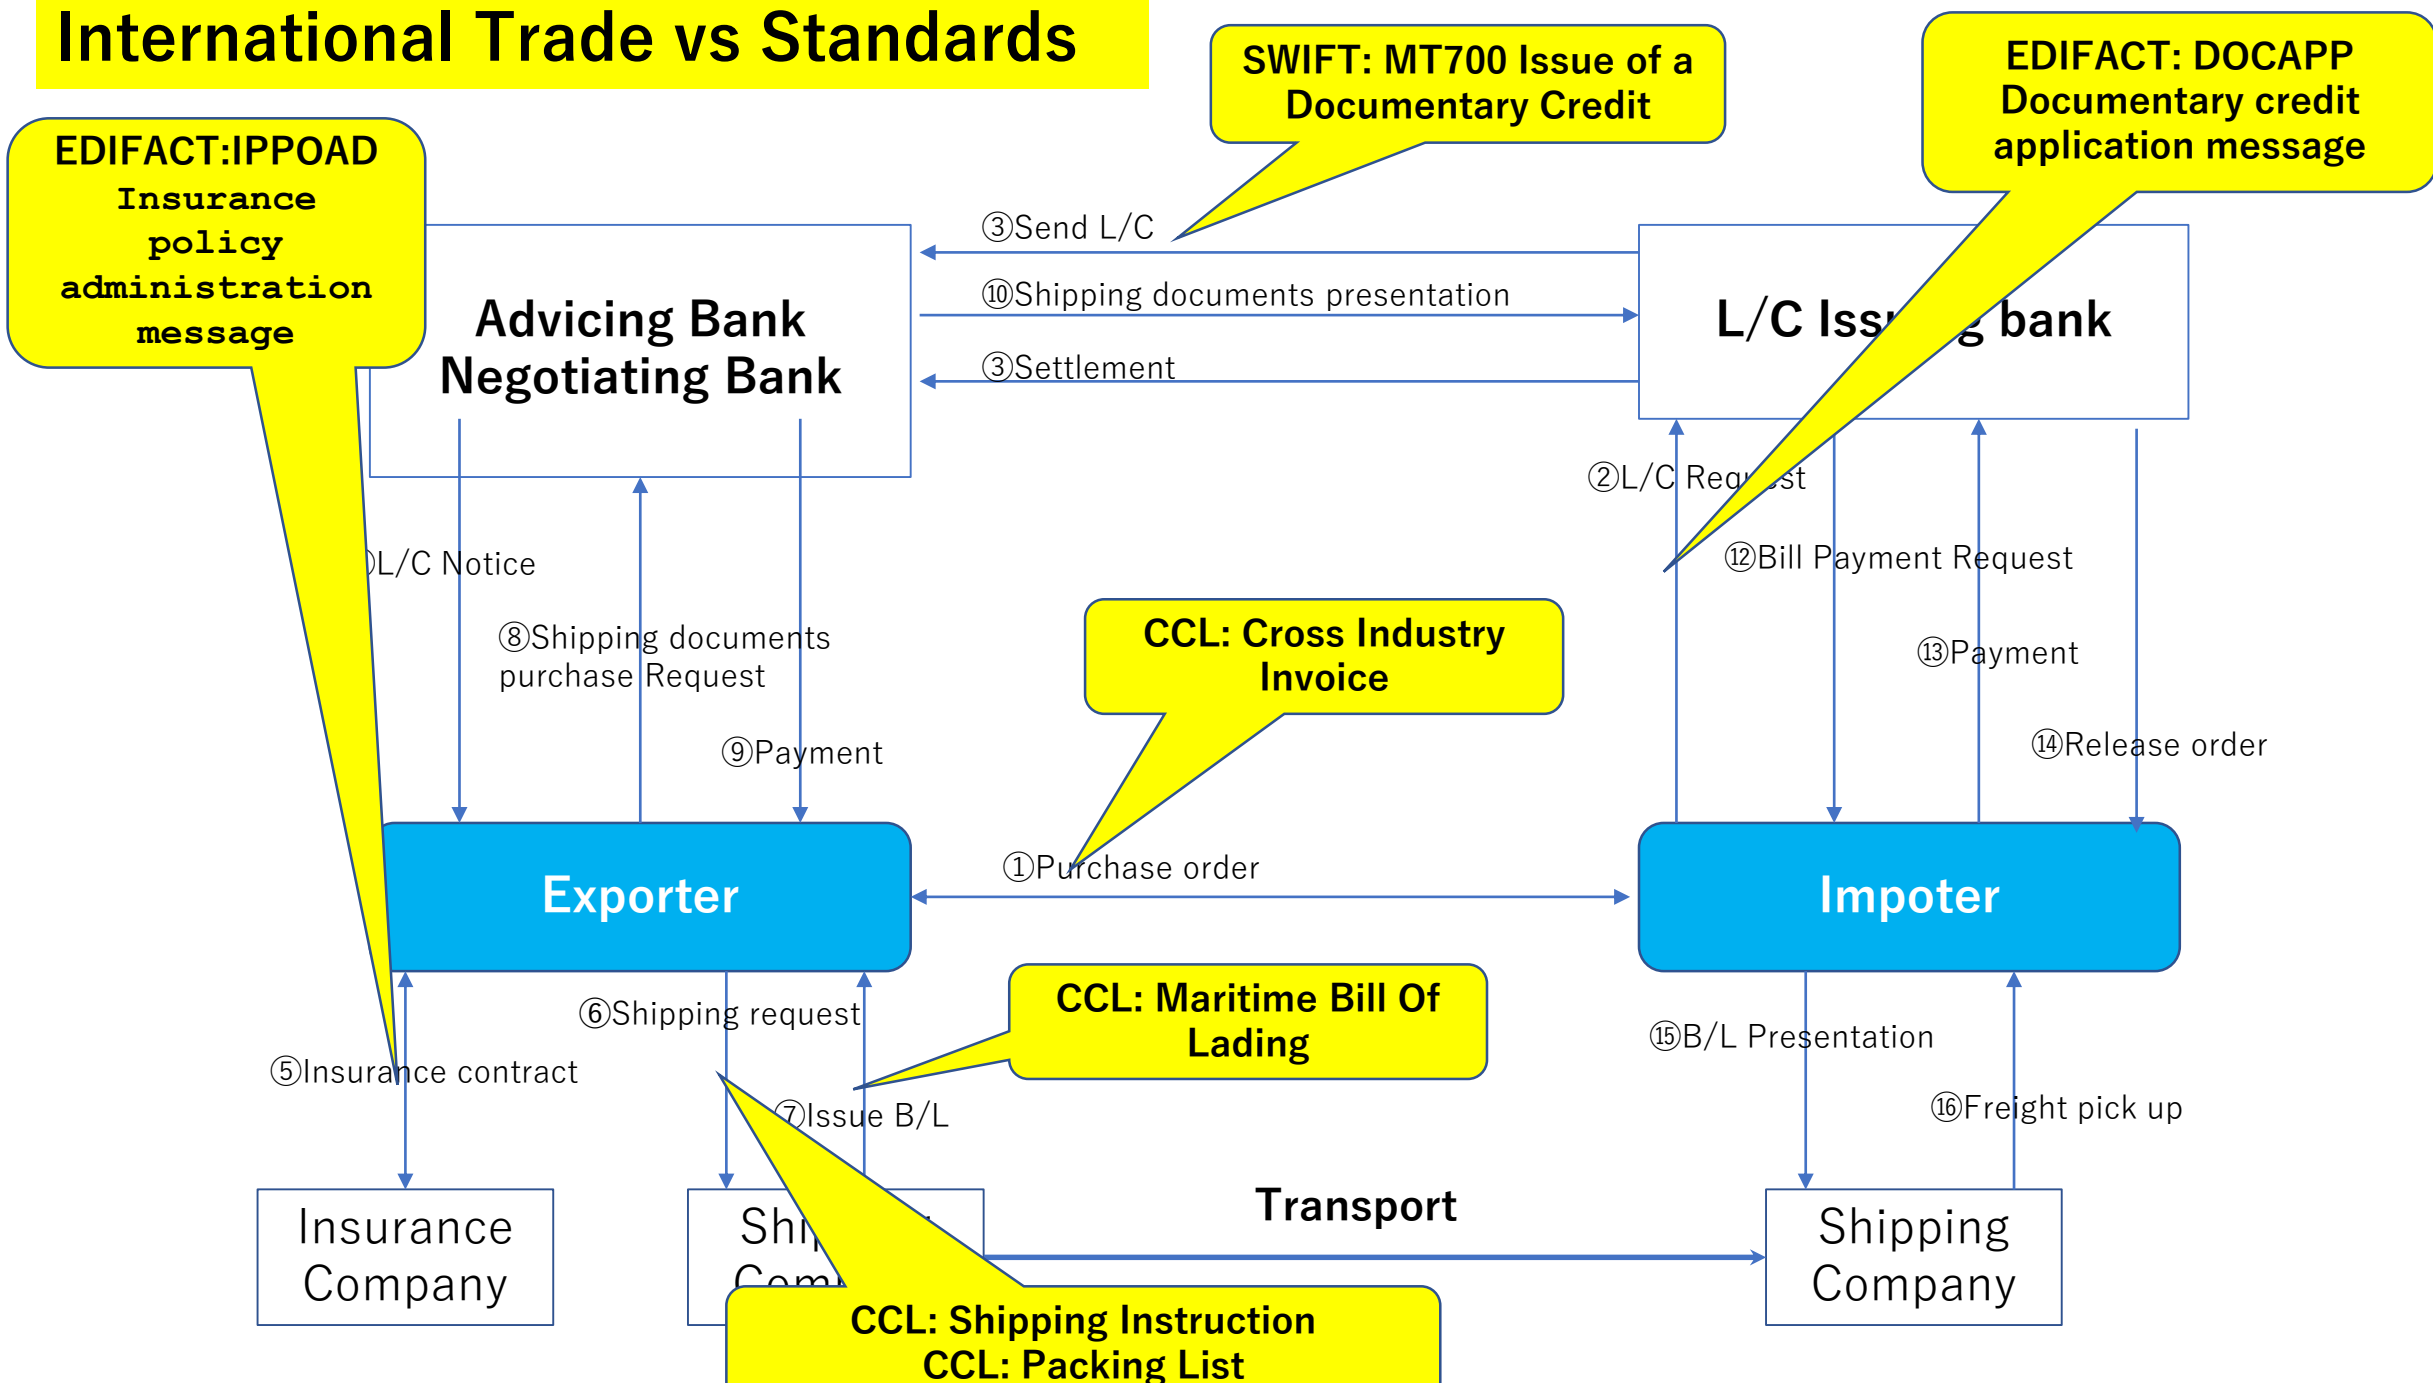 International Trade vs Standards
SWIFT: MT700 Issue of a
Documentary Credit
EDIFACT: DOCAPP
Documentary credit
application message
EDIFACT:IPPOAD
Insurance
policy
administration
message
③Send L/C
⑩Shipping documents presentation
③Settlement
Advicing Bank
Negotiating Bank
L/C bank
②L/C Request
L/C Notice
⑫Bill Payment Request
⑧Shipping documents
purchase Request
CCL: Cross Industry
Invoice
⑬Payment
⑨Payment
⑭Release order
①Purchase order
Exporter
Impoter
⑥Shipping request
CCL: Maritime Bill Of
Lading
⑤Insurance contract
⑮B/L Presentation
⑦Issue B/L
⑯Freight pick up
Transport
Insurance
Company
Shipping
Company
CCL: Shipping Instruction
CCL: Packing List